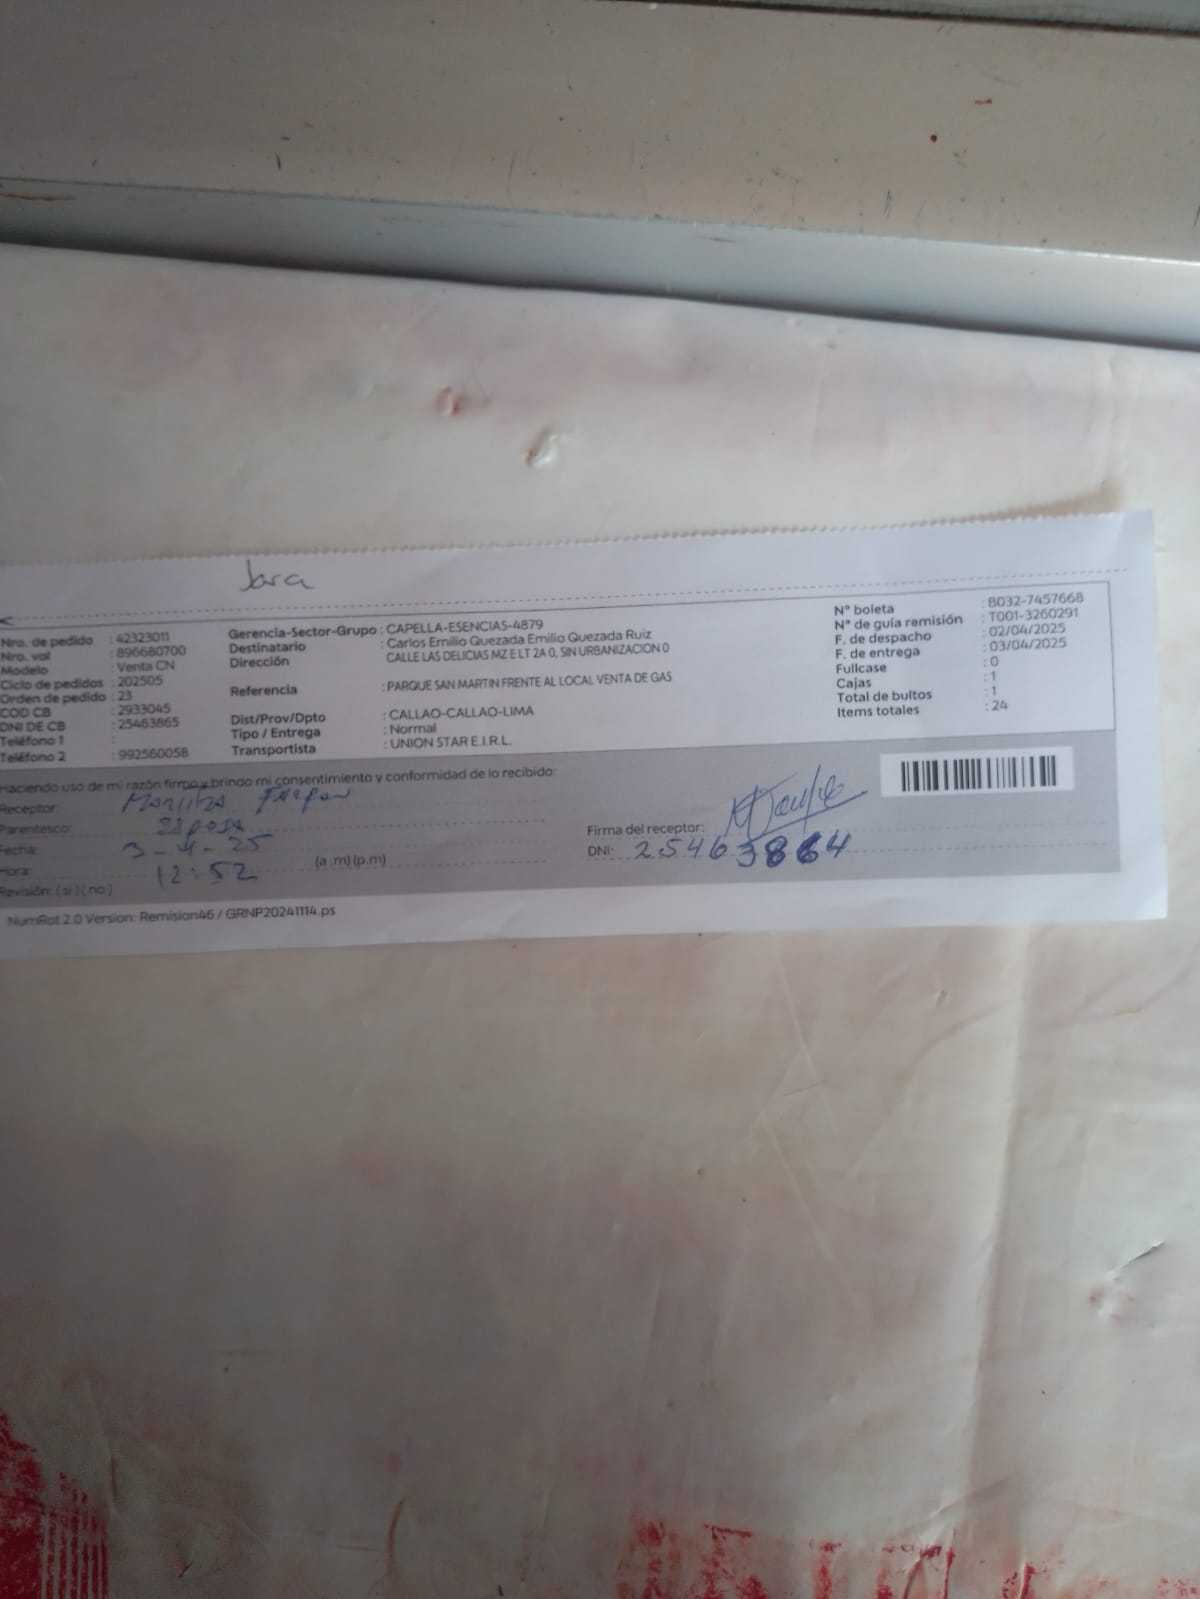 Jara
Nro. de pedido : 42323011 Gerencia-Sector-Grupo : CAPELLA-ESENCIAS-4879 N° boleta : B032-7457668
Nro. val : 896680700 Destinatario : Carlos Emilio Quezada Emilio Quezada Ruiz N° de guía remisión : T001-3260291
Modelo : Venta CN Dirección CALLE LAS DELICIAS MZ E LT 2A 0, SIN URBANIZACION 0 F. de despacho : 02/04/2025
Ciclo de pedidos : 202505 F. de entrega : 03/04/2025
Orden de pedido : 23 Referencia : PARQUE SAN MARTIN FRENTE AL LOCAL VENTA DE GAS Fullcase : 0
COD CB : 2933045 Cajas : 1
DNI DE CB : 25463865 Dist/Prov/Dpto : CALLAO-CALLAO-LIMA Total de bultos : 1
Teléfono 1 : Tipo / Entrega : Normal Items totales : 24
Teléfono 2 : 992560058 Transportista : UNION STAR E.I.R.L.
Haciendo uso de mi razón firmo y brindo mi consentimiento y conformidad de lo recibido:
Receptor:
Parentesco: Esposa Firma del receptor:
Fecha: 3-4-25 DNI: 25463864
Hora: 12:52 (a.m) (p.m)
Revisión: ( si ) ( no )
NumRot 2.0 Version: Remision46 / GRNP20241114.ps